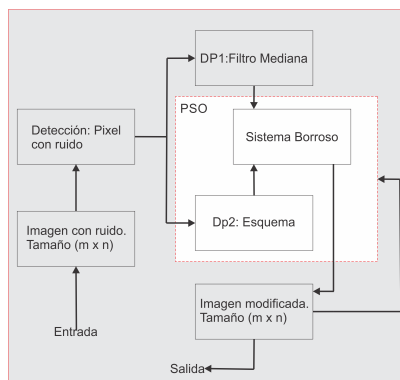 DP1:Filtro Mediana
PSO
Detección: Pixel
con ruido
Sistema Borroso
Dp2: Esquema
Imagen con ruido.
Tamaño (m x n)
Imagen modificada.
Tamaño (m x n)
Entrada
Salida